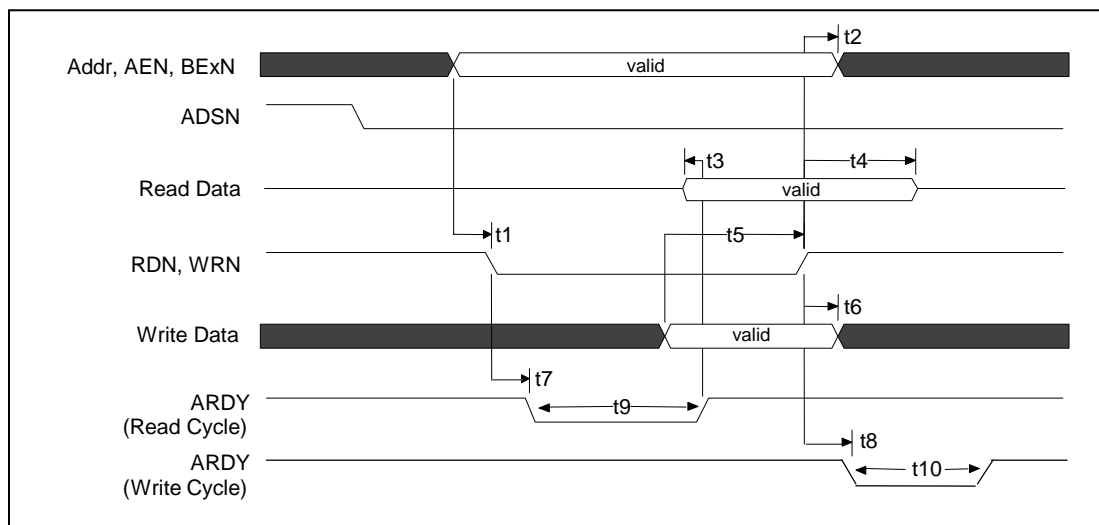 t2
Addr, AEN, BExN valid
ADSN
t3 t4
Read Data valid
t1 t5
RDN, WRN
t6
Write Data valid
t7
ARDY t9
(Read Cycle)
t8
ARDY t10
(Write Cycle)